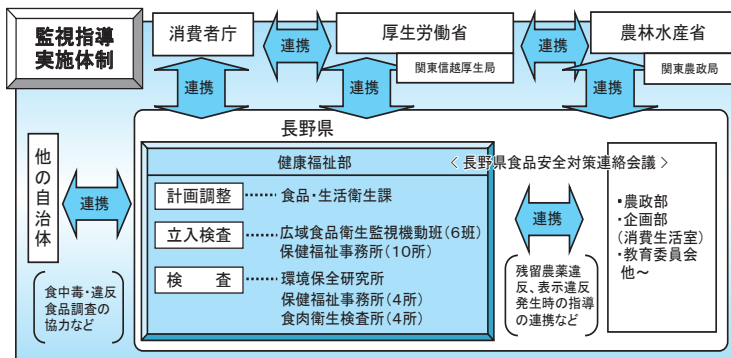 監視指導
実施体制
消費者庁
連携
厚生労働省
関東信越厚生局
連携
農林水産省
関東農政局
連携
連携
連携
長野県
他の自治体
連携
食中毒・違反
食品調査の
協力など
健康福祉部
計画調整 ‥‥‥ 食品・生活衛生課
立入検査 ‥‥‥ 広域食品衛生監視機動班(6班)
保健福祉事務所(10所)
検 査 ‥‥‥ 環境保全研究所
保健福祉事務所(4所)
食肉衛生検査所(4所)
〈 長野県食品安全対策連絡会議 〉
連携
残留農薬違
反、表示違反
発生時の指導
の連携など
・農政部
・企画部
(消費生活室)
・教育委員会
他～